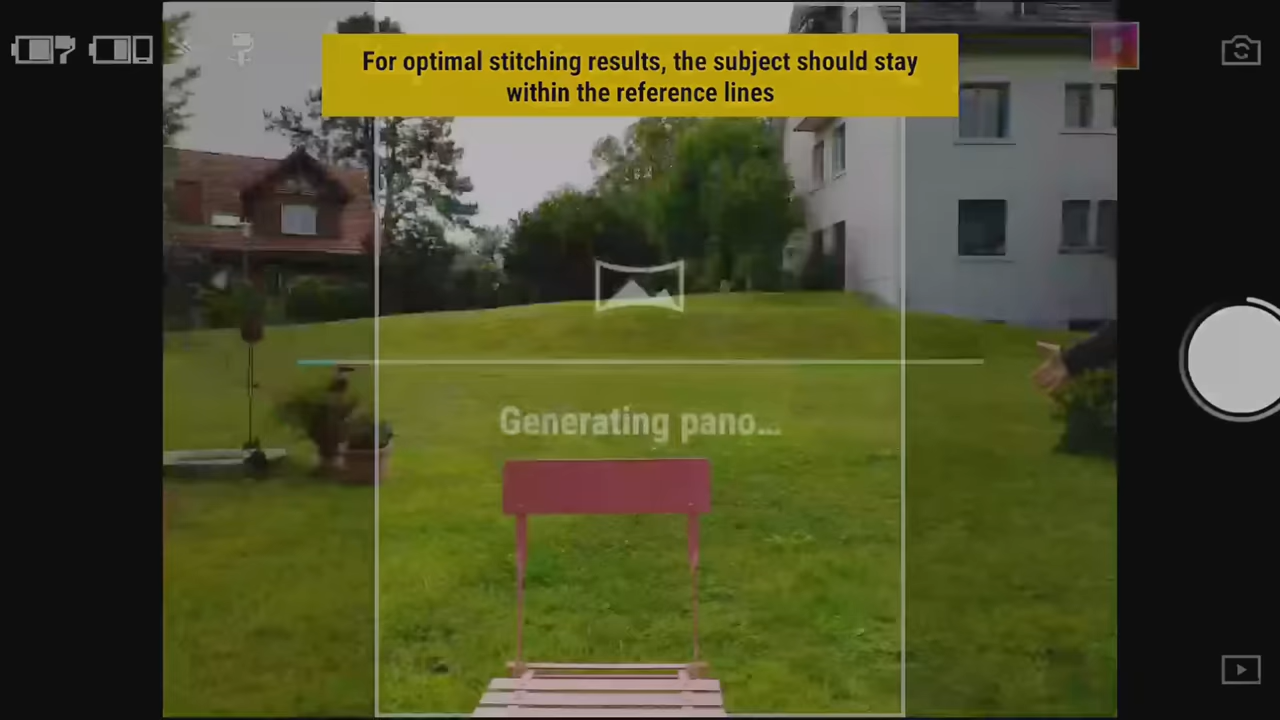 For optimal stitching results, the subject should stay
within the reference lines
Generating pano...